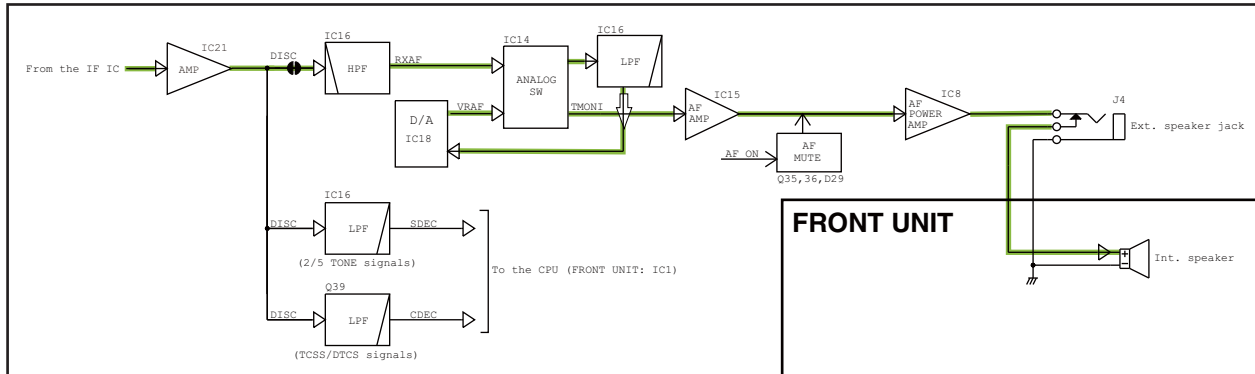 From the IF IC
IC21
AMP
DISC
IC16
HPF
RXAF
IC14
ANALOG
SW
IC16
LPF
D/A
IC18
VRAF
TMONI
IC15
AF
AMP
AF ON
AF
MUTE
Q35,36,D29
IC8
AF
POWER
AMP
J4
Ext. speaker jack
DISC
IC16
LPF
SDEC
(2/5 TONE signals)
To the CPU (FRONT UNIT: IC1)
DISC
Q39
LPF
CDEC
(TCSS/DTCS signals)
FRONT UNIT
+
-
Int. speaker